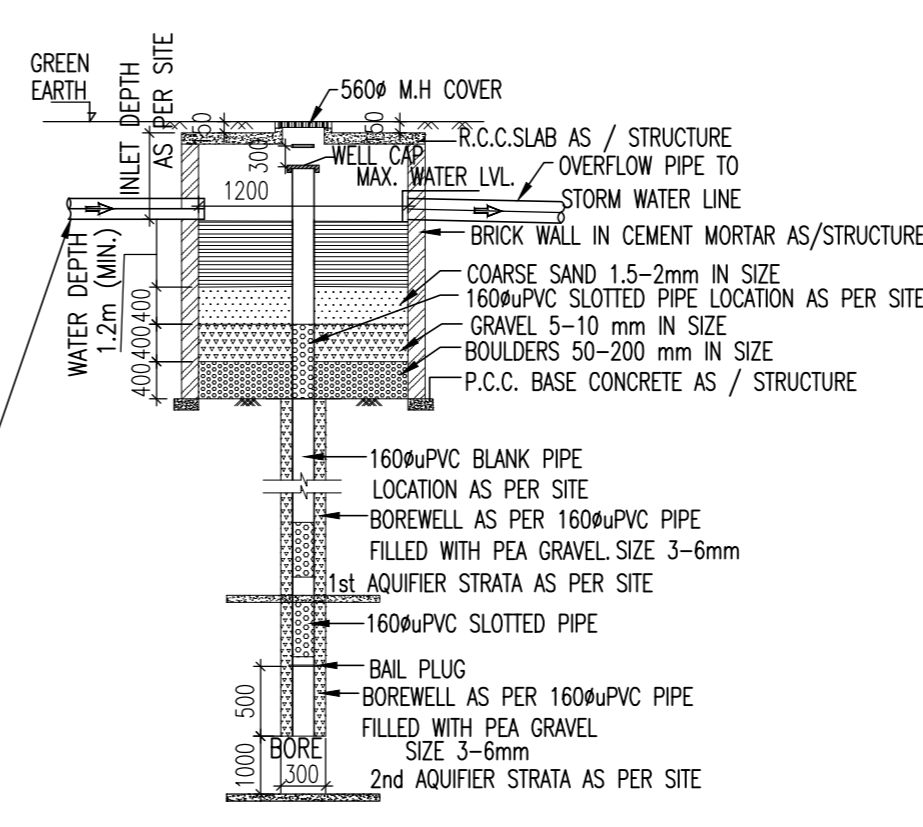 GREEN
EARTH
INLET DEPTH
AS PER SITE
50
560ø M.H COVER
50
R.C.C.SLAB AS / STRUCTURE
300
WELL CAP
OVERFLOW PIPE TO
STORM WATER LINE
MAX. WATER LVL.
1200
BRICK WALL IN CEMENT MORTAR AS/STRUCTURE
WATER DEPTH
1.2m (MIN.)
COARSE SAND 1.5-2mm IN SIZE
160øuPVC SLOTTED PIPE LOCATION AS PER SITE
GRAVEL 5-10 mm IN SIZE
BOULDERS 50-200 mm IN SIZE
P.C.C. BASE CONCRETE AS / STRUCTURE
400
400
400
160øuPVC BLANK PIPE
LOCATION AS PER SITE
BOREWELL AS PER 160øuPVC PIPE
FILLED WITH PEA GRAVEL. SIZE 3-6mm
1st AQUIFIER STRATA AS PER SITE
160øuPVC SLOTTED PIPE
BAIL PLUG
500
BOREWELL AS PER 160øuPVC PIPE
FILLED WITH PEA GRAVEL
SIZE 3-6mm
BORE
300
1000
2nd AQUIFIER STRATA AS PER SITE